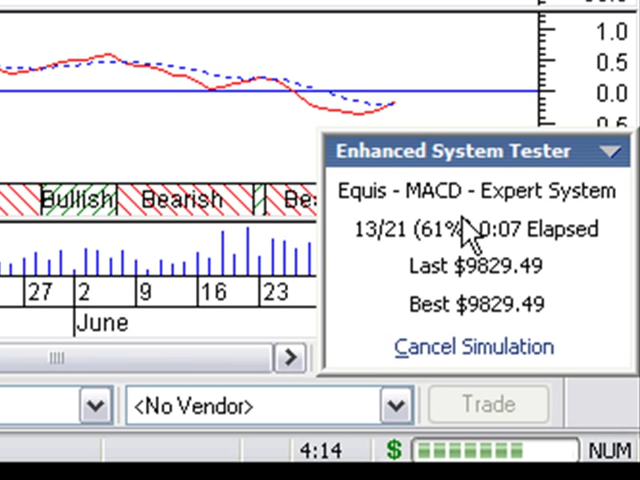 1.0
0.5
0.0
Enhanced System Tester
Equis - MACD - Expert System
13/21 (61% 0:07 Elapsed
Last $9829.49
Best $9829.49
Cancel Simulation
Bullish Bearish Be
27 2 9 16 23
June
<No Vendor> Trade
4:14 $ NUM